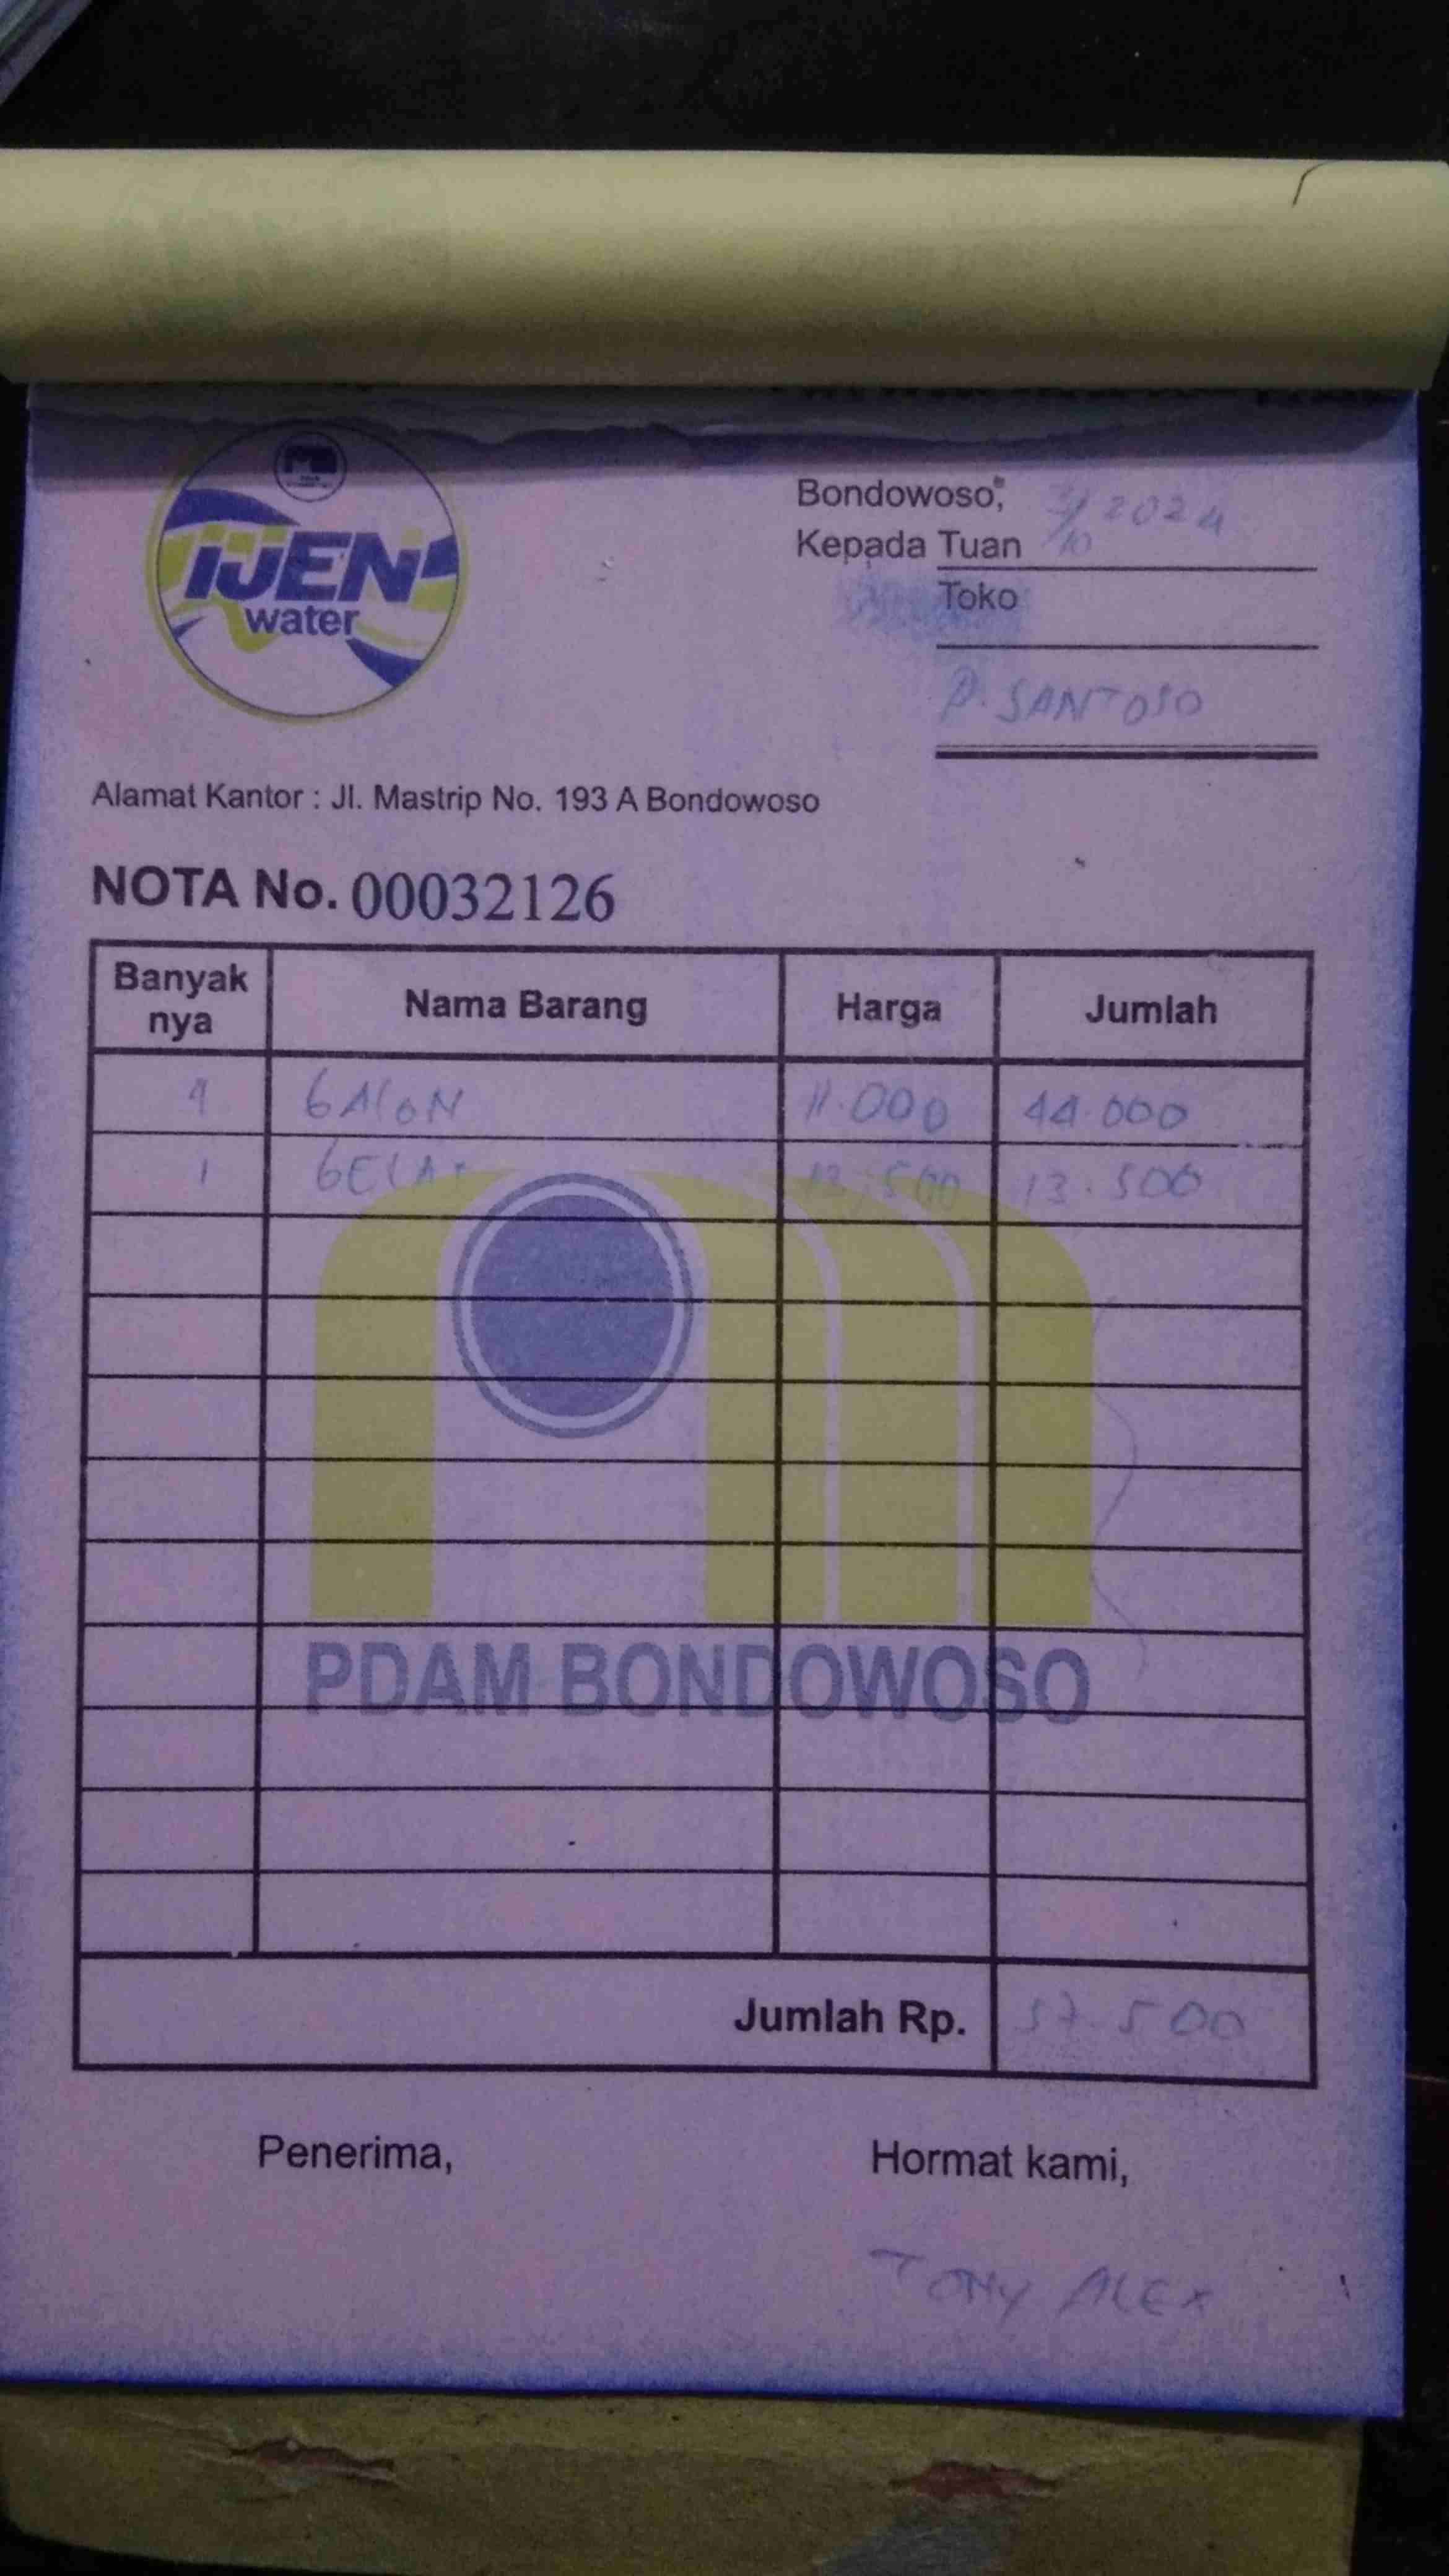 IJEN
water
Bondowoso, 3/10 2024
Kepada Tuan
Toko
P. SANTOSO
Alamat Kantor : Jl. Mastrip No. 193 A Bondowoso
NOTA No. 00032126
Banyak nya Nama Barang Harga Jumlah
4 GALON 11.000 44.000
1 GELAS 13.500 13.500
PDAM BONDOWOSO
Jumlah Rp. 57.500
Penerima, Hormat kami,
TONY ALEX